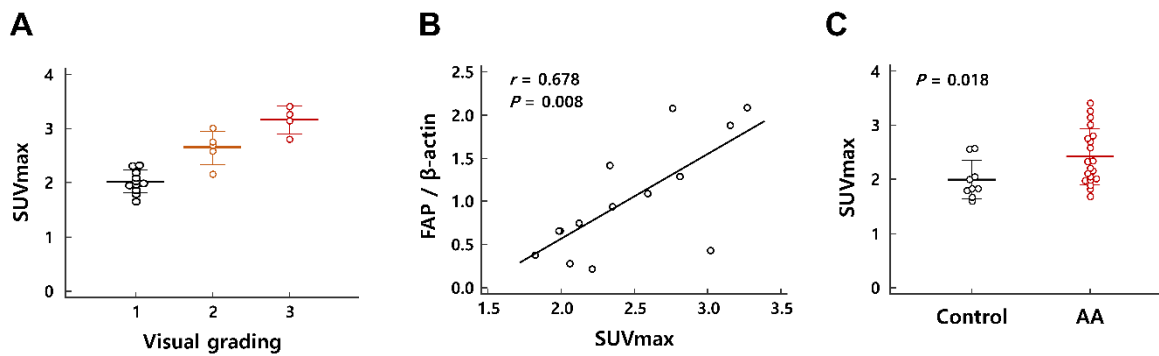 A
SUVmax
4
3
2
1
0
1 2 3
Visual grading
B
FAP / β-actin
r = 0.678
P = 0.008
2.5
2.0
1.5
1.0
0.5
0.0
1.5 2.0 2.5 3.0 3.5
SUVmax
C
SUVmax
P = 0.018
4
3
2
1
0
Control AA